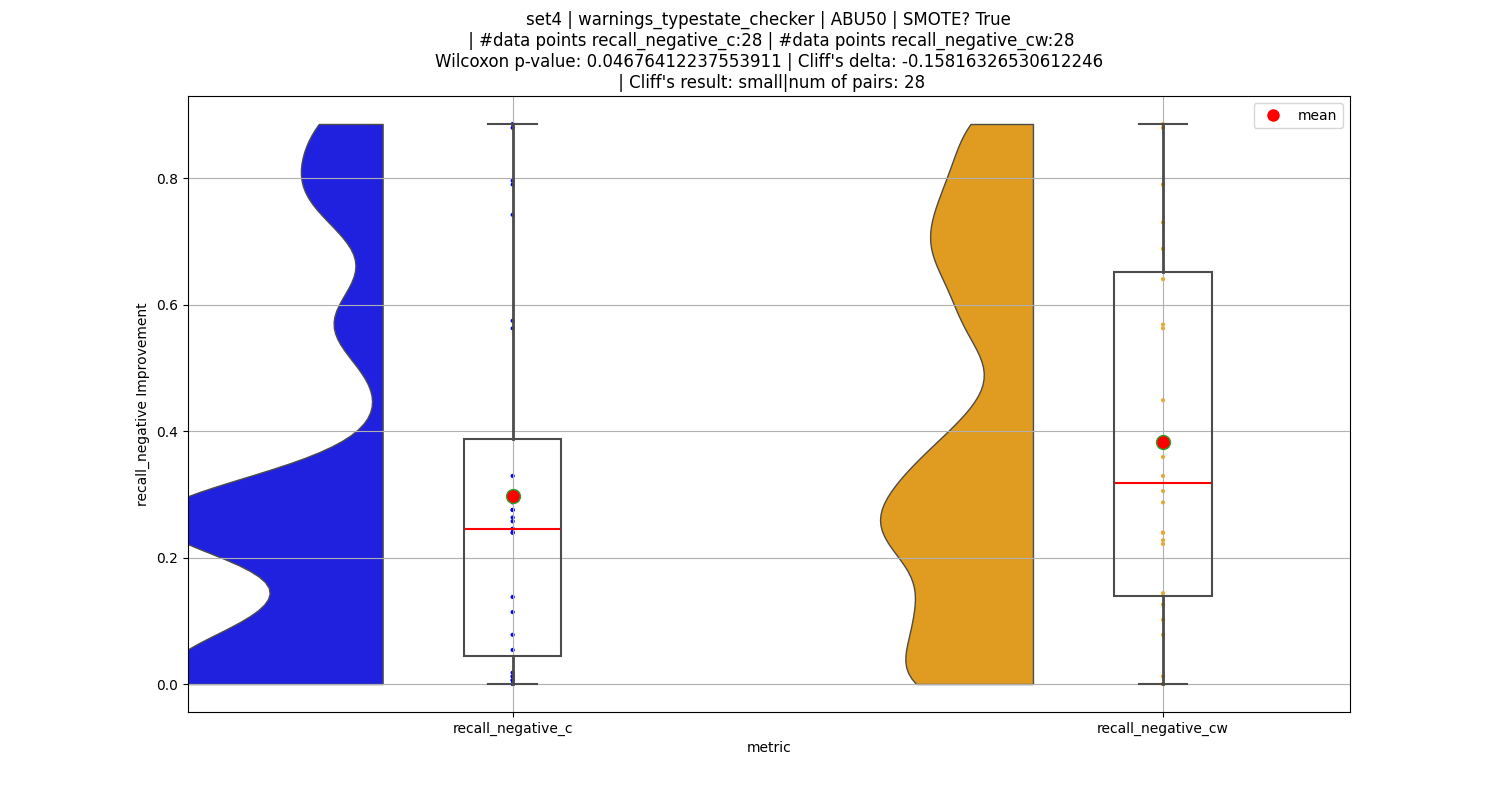 set4 | warnings_typestate_checker | ABU50 | SMOTE? True
| #data points recall_negative_c:28 | #data points recall_negative_cw:28
Wilcoxon p-value: 0.04676412237553911 | Cliff's delta: -0.15816326530612246
| Cliff's result: small|num of pairs: 28
mean
recall_negative Improvement
0.8
0.6
0.4
0.2
0.0
recall_negative_c
recall_negative_cw
metric